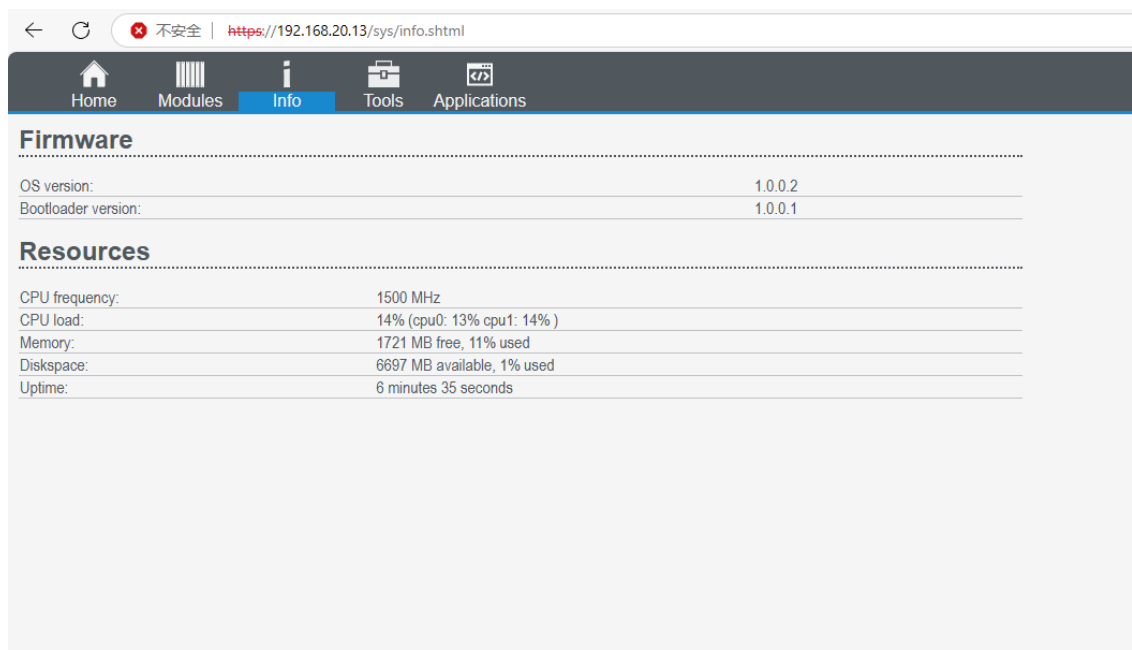 不安全 | https://192.168.20.13/sys/info.shtml
Home Modules Info Tools Applications
Firmware
OS version: 1.0.0.2
Bootloader version: 1.0.0.1
Resources
CPU frequency: 1500 MHz
CPU load: 14% (cpu0: 13% cpu1: 14% )
Memory: 1721 MB free, 11% used
Diskspace: 6697 MB available, 1% used
Uptime: 6 minutes 35 seconds